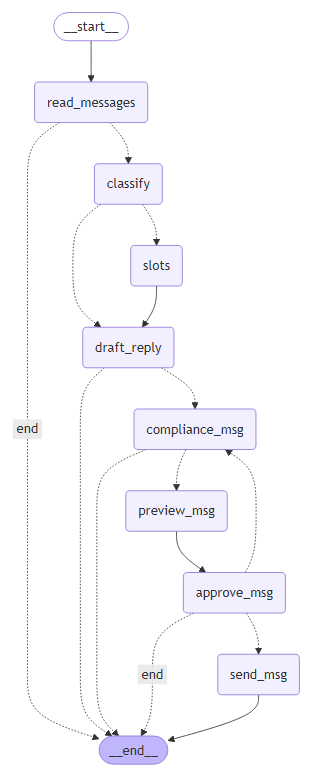 __start__
read_messages
classify
slots
draft_reply
end
compliance_msg
preview_msg
approve_msg
end
send_msg
__end__